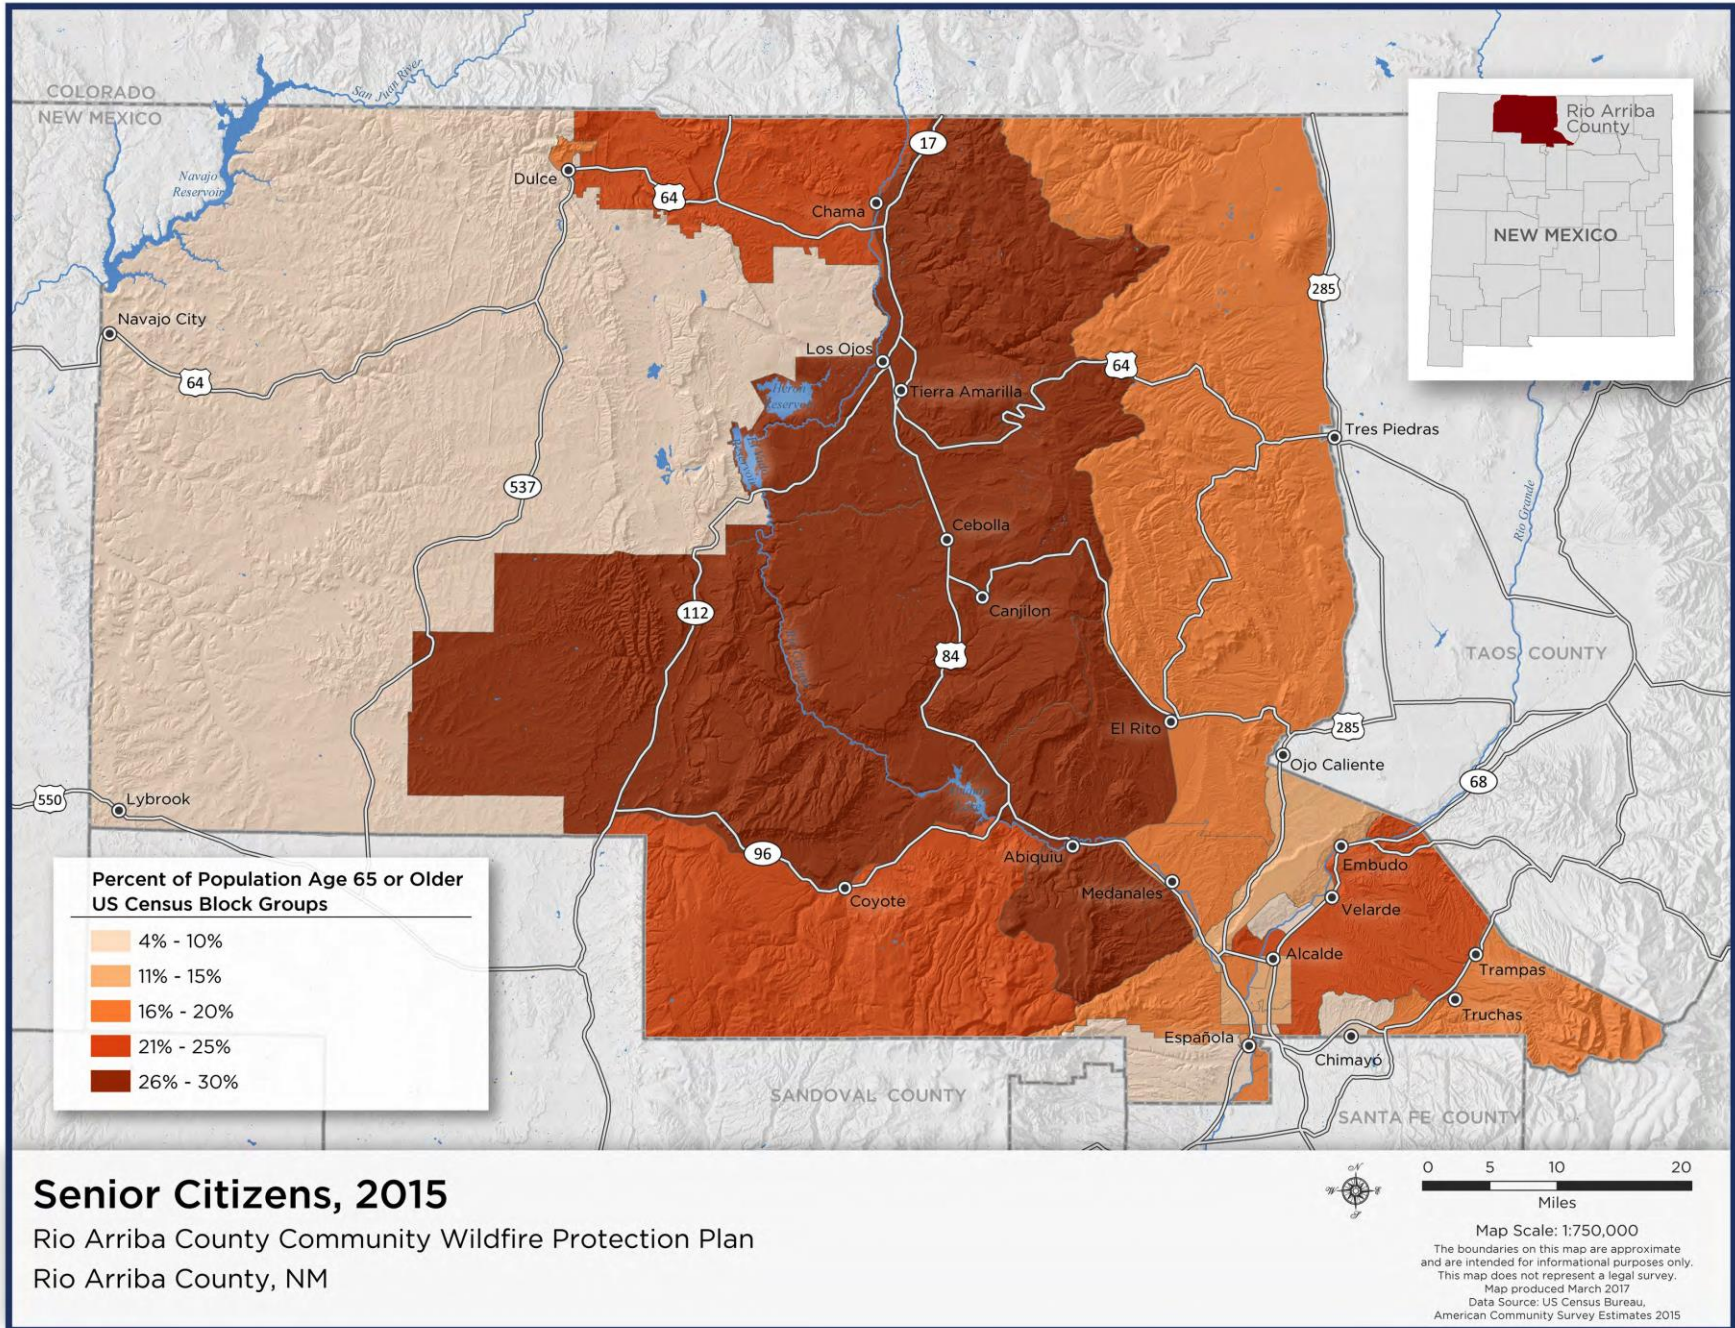 COLORADO
NEW MEXICO
San Juan River
Navajo
Reservoir
Dulce
64
Chama
17
285
Rio Arriba
County
NEW MEXICO
Navajo City
64
Los Ojos
Heron
Reservoir
Tierra Amarilla
64
Tres Piedras
537
Reservoir
Cebolla
Rio Grande
112
Canjilon
84
TAOS COUNTY
El Rito
285
Ojo Caliente
68
550
Lybrook
96
Abiquiu
Embudo
Coyote
Medanales
Velarde
Alcalde
Trampas
Truchas
Española
Chimayó
SANDOVAL COUNTY
SANTA FE COUNTY
Percent of Population Age 65 or Older
US Census Block Groups
4% - 10%
11% - 15%
16% - 20%
21% - 25%
26% - 30%
Senior Citizens, 2015
Rio Arriba County Community Wildfire Protection Plan
Rio Arriba County, NM
N
W E
S
0 5 10 20
Miles
Map Scale: 1:750,000
The boundaries on this map are approximate
and are intended for informational purposes only.
This map does not represent a legal survey.
Map produced March 2017
Data Source: US Census Bureau,
American Community Survey Estimates 2015